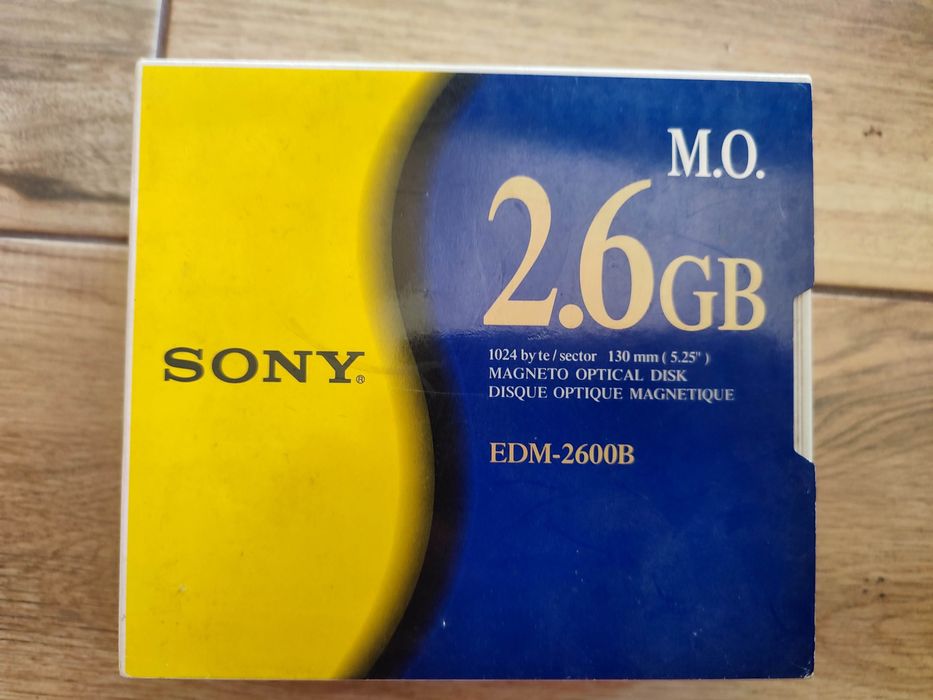 M.O.
2.6GB
SONY®
1024 byte/sector 130 mm ( 5.25" )
MAGNETO OPTICAL DISK
DISQUE OPTIQUE MAGNETIQUE
EDM-2600B